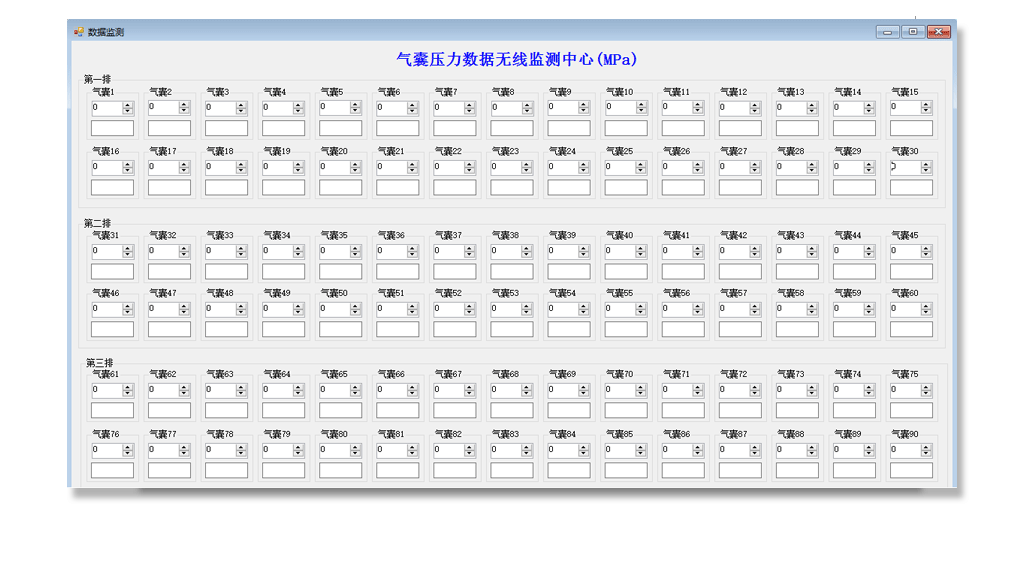 数据监测
气囊压力数据无线监测中心(MPa)
第一排
气囊1 气囊2 气囊3 气囊4 气囊5 气囊6 气囊7 气囊8 气囊9 气囊10 气囊11 气囊12 气囊13 气囊14 气囊15
0 0 0 0 0 0 0 0 0 0 0 0 0 0 0
气囊16 气囊17 气囊18 气囊19 气囊20 气囊21 气囊22 气囊23 气囊24 气囊25 气囊26 气囊27 气囊28 气囊29 气囊30
0 0 0 0 0 0 0 0 0 0 0 0 0 0
第二排
气囊31 气囊32 气囊33 气囊34 气囊35 气囊36 气囊37 气囊38 气囊39 气囊40 气囊41 气囊42 气囊43 气囊44 气囊45
0 0 0 0 0 0 0 0 0 0 0 0 0 0 0
气囊46 气囊47 气囊48 气囊49 气囊50 气囊51 气囊52 气囊53 气囊54 气囊55 气囊56 气囊57 气囊58 气囊59 气囊60
0 0 0 0 0 0 0 0 0 0 0 0 0 0 0
第三排
气囊61 气囊62 气囊63 气囊64 气囊65 气囊66 气囊67 气囊68 气囊69 气囊70 气囊71 气囊72 气囊73 气囊74 气囊75
0 0 0 0 0 0 0 0 0 0 0 0 0 0 0
气囊76 气囊77 气囊78 气囊79 气囊80 气囊81 气囊82 气囊83 气囊84 气囊85 气囊86 气囊87 气囊88 气囊89 气囊90
0 0 0 0 0 0 0 0 0 0 0 0 0 0 0